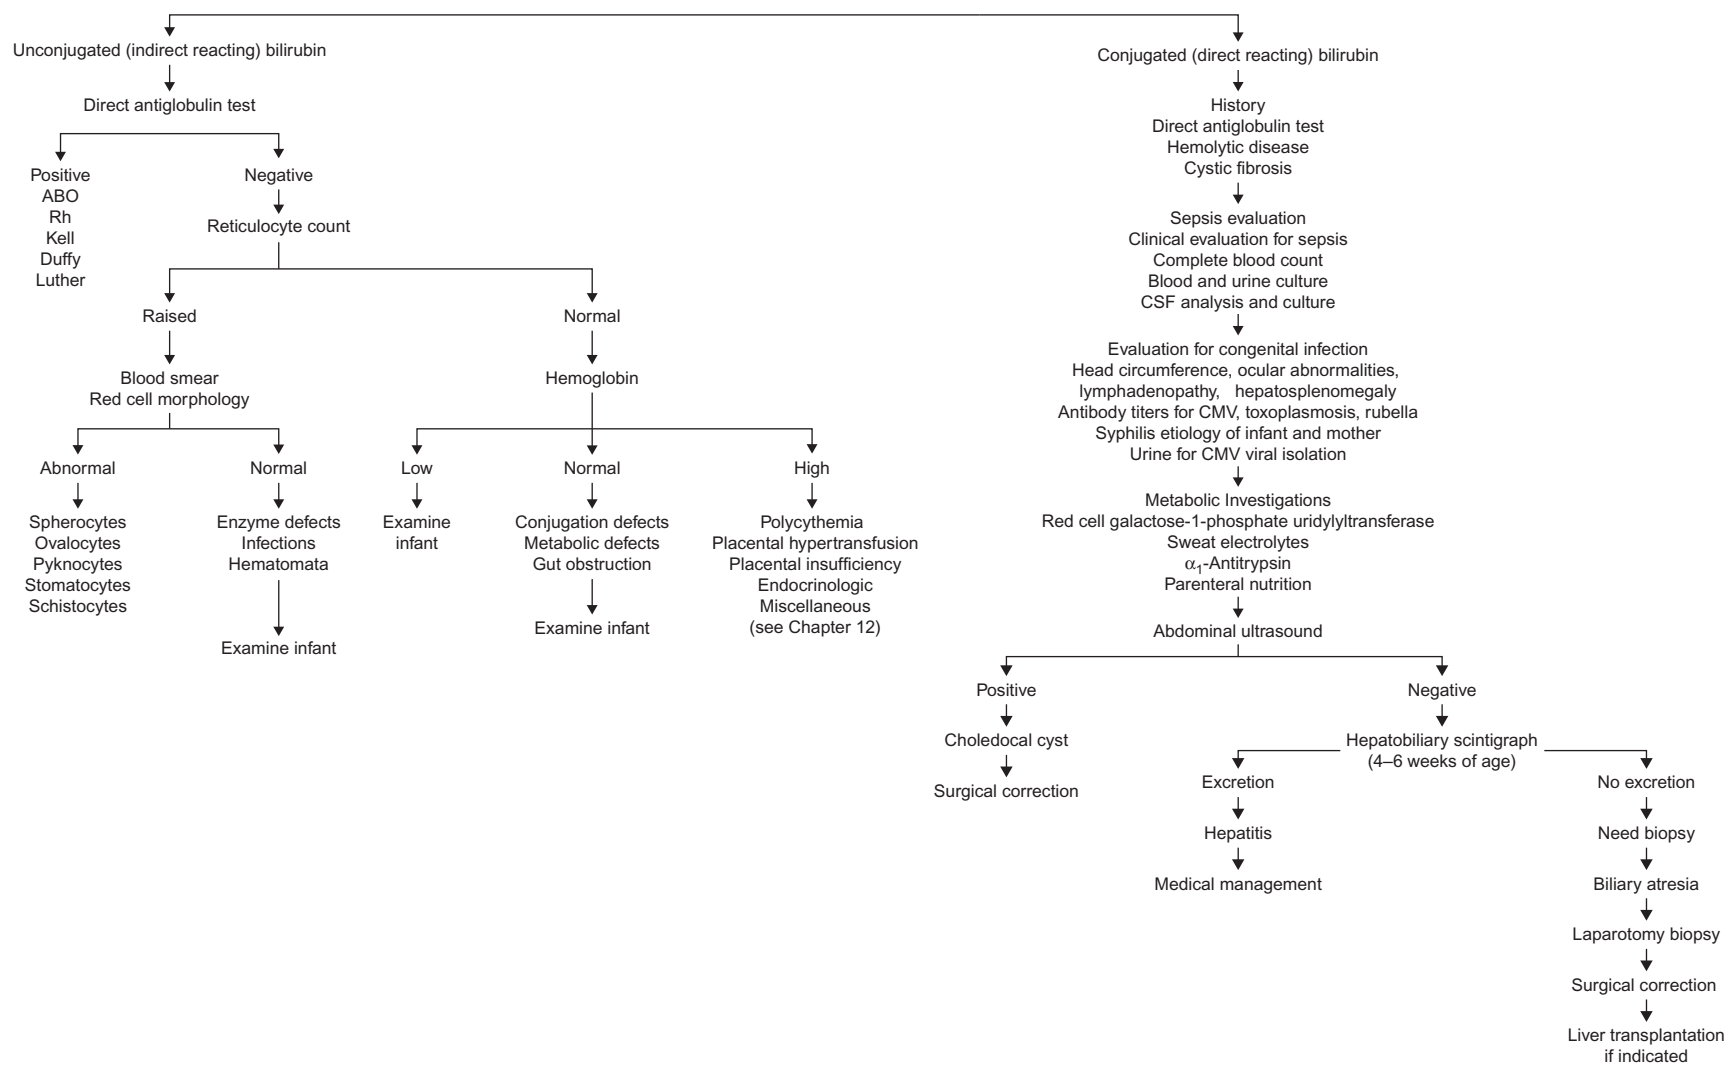 Unconjugated (indirect reacting) bilirubin
Direct antiglobulin test
Positive
ABO
Rh
Kell
Duffy
Luther
Negative
Reticulocyte count
Raised
Blood smear
Red cell morphology
Abnormal
Spherocytes
Ovalocytes
Pyknocytes
Stomatocytes
Schistocytes
Normal
Enzyme defects
Infections
Hematomata
Examine infant
Normal
Hemoglobin
Low
Examine
infant
Normal
Conjugation defects
Metabolic defects
Gut obstruction
Examine infant
High
Polycythemia
Placental hypertransfusion
Placental insufficiency
Endocrinologic
Miscellaneous
(see Chapter 12)
Conjugated (direct reacting) bilirubin
History
Direct antiglobulin test
Hemolytic disease
Cystic fibrosis
Sepsis evaluation
Clinical evaluation for sepsis
Complete blood count
Blood and urine culture
CSF analysis and culture
Evaluation for congenital infection
Head circumference, ocular abnormalities,
lymphadenopathy, hepatosplenomegaly
Antibody titers for CMV, toxoplasmosis, rubella
Syphilis etiology of infant and mother
Urine for CMV viral isolation
Metabolic Investigations
Red cell galactose-1-phosphate uridylyltransferase
Sweat electrolytes
α1-Antitrypsin
Parenteral nutrition
Abdominal ultrasound
Positive
Choledocal cyst
Surgical correction
Negative
Hepatobiliary scintigraph
(4–6 weeks of age)
Excretion
Hepatitis
Medical management
No excretion
Need biopsy
Biliary atresia
Laparotomy biopsy
Surgical correction
Liver transplantation
if indicated